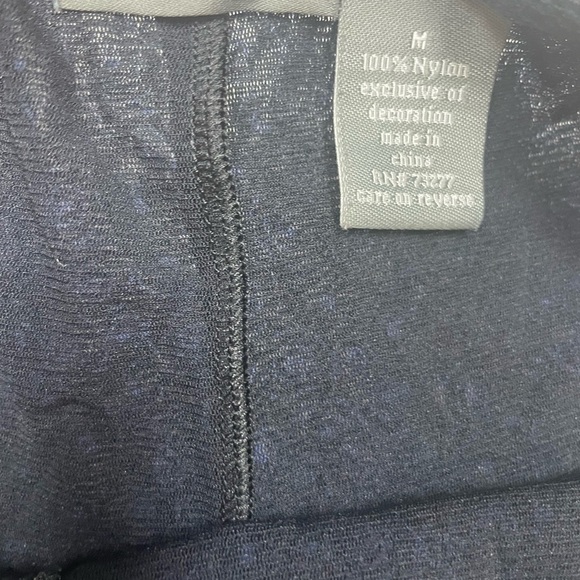 M
100% Nylon
exclusive of
decoration
made in
china
RN# 73277
Care on reverse